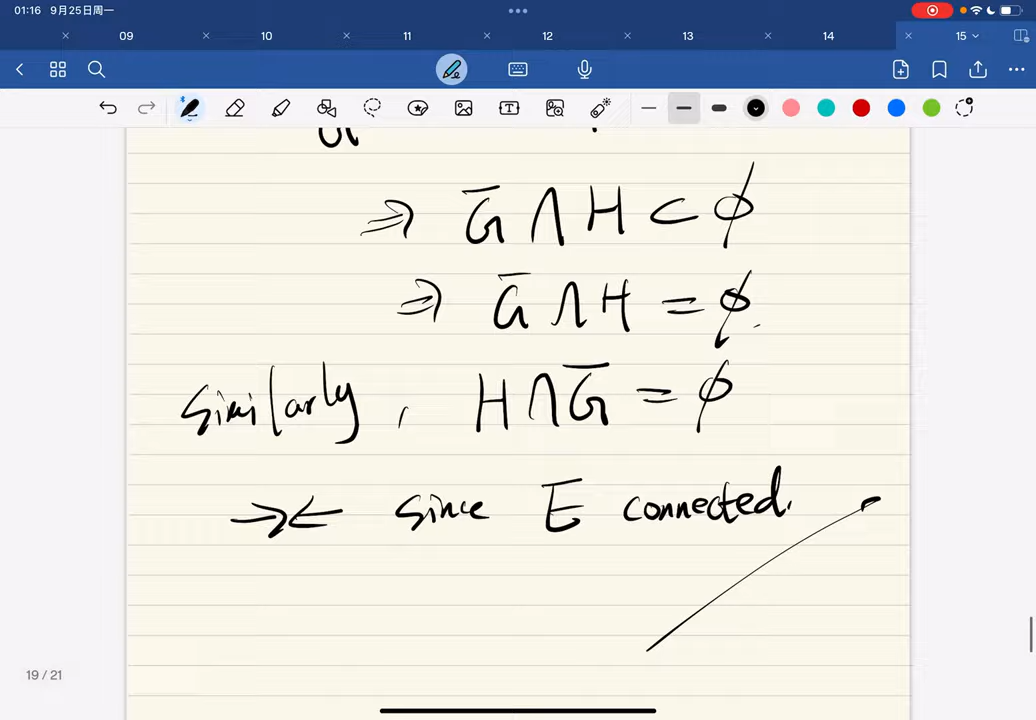 01:16 9月25日周一
09 10 11 12 13 14 15
⇒ G̅ ∩ H ⊂ ϕ
⇒ G̅ ∩ H = ϕ.
Similarly, H ∩ G̅ = ϕ
→← since E connected.
19 / 21